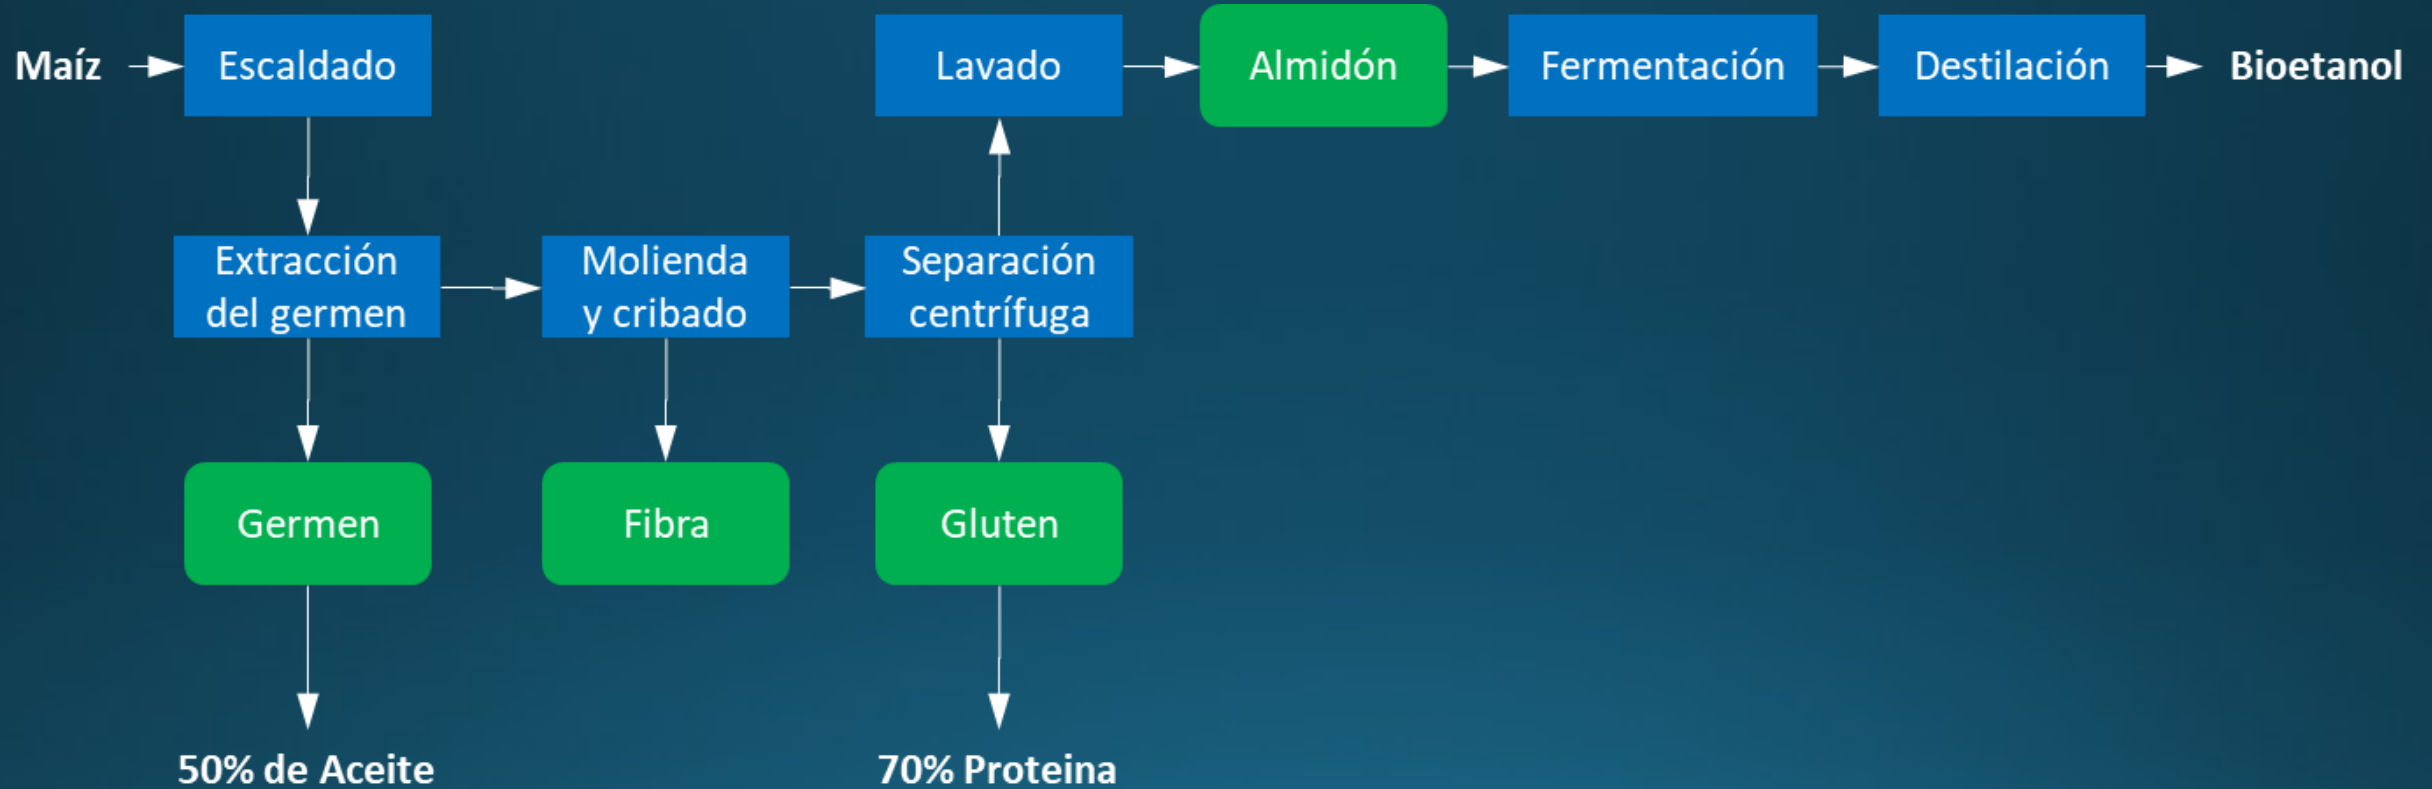 Maíz
Escaldado
Lavado
Almidón
Fermentación
Destilación
Bioetanol
Extracción
del germen
Molienda
y cribado
Separación
centrífuga
Germen
Fibra
Gluten
50% de Aceite
70% Proteina